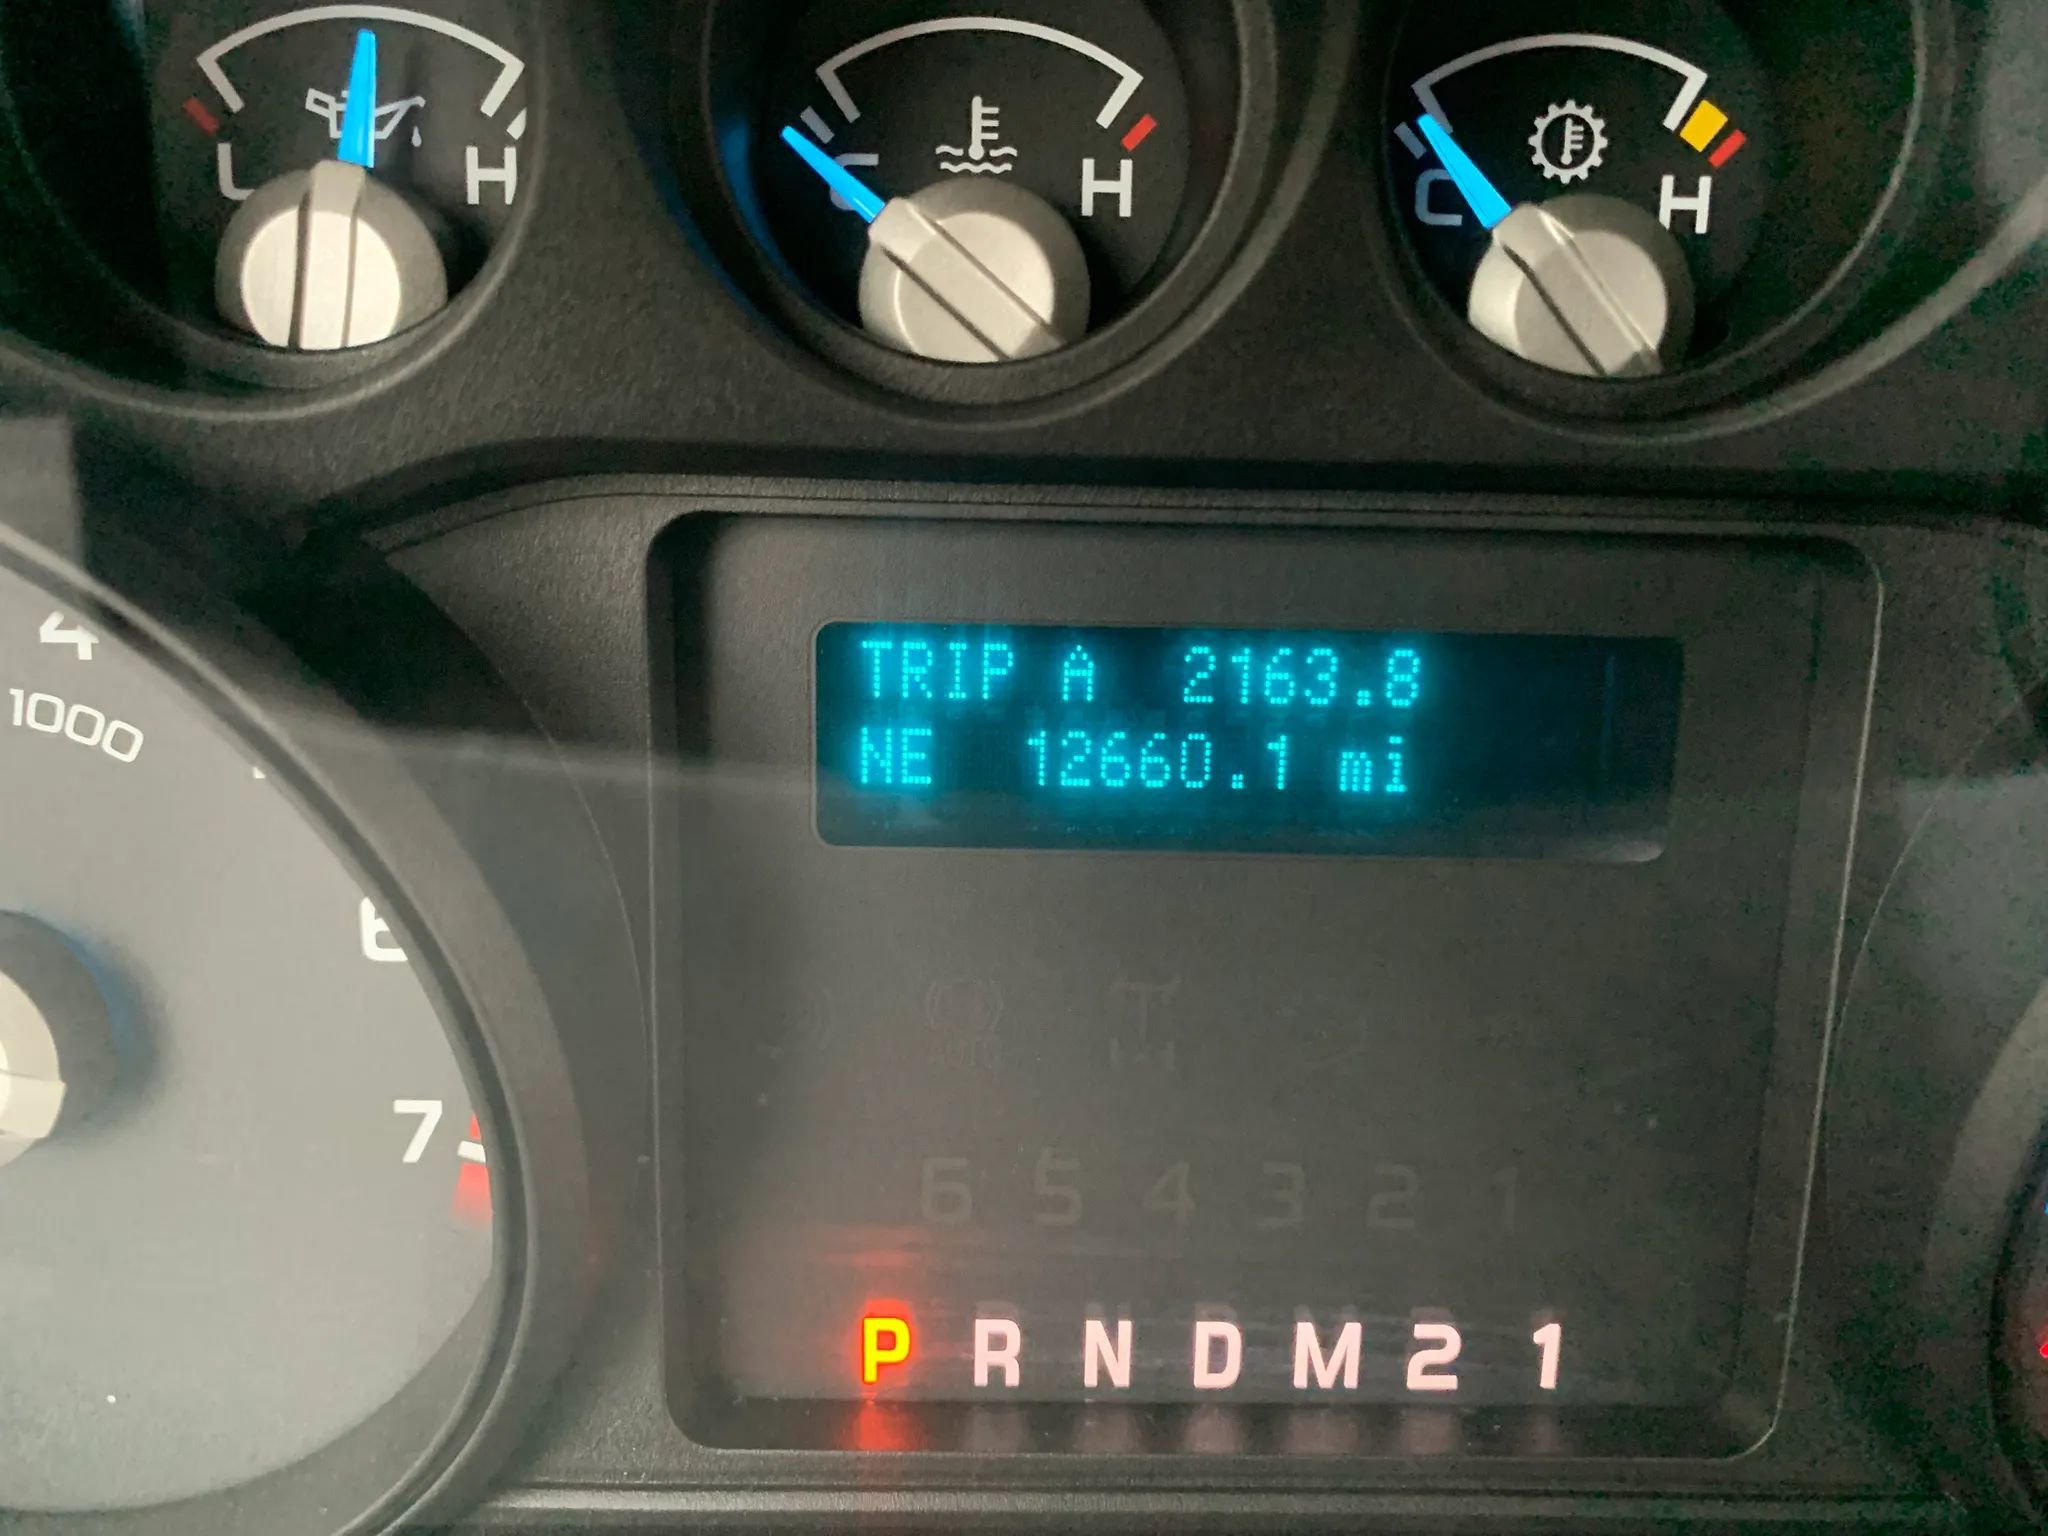 L H
C H
C H
4
1000
6
7
TRIP A 2163.8
NE 12660.1 mi
6 5 4 3 2 1
P R N D M 2 1